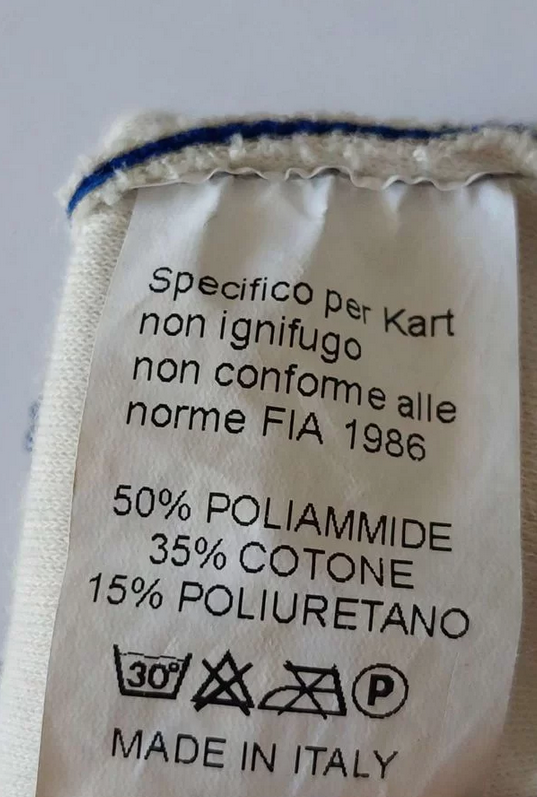 Specifico per Kart
non ignifugo
non conforme alle
norme FIA 1986
50% POLIAMMIDE
35% COTONE
15% POLIURETANO
30° P
MADE IN ITALY